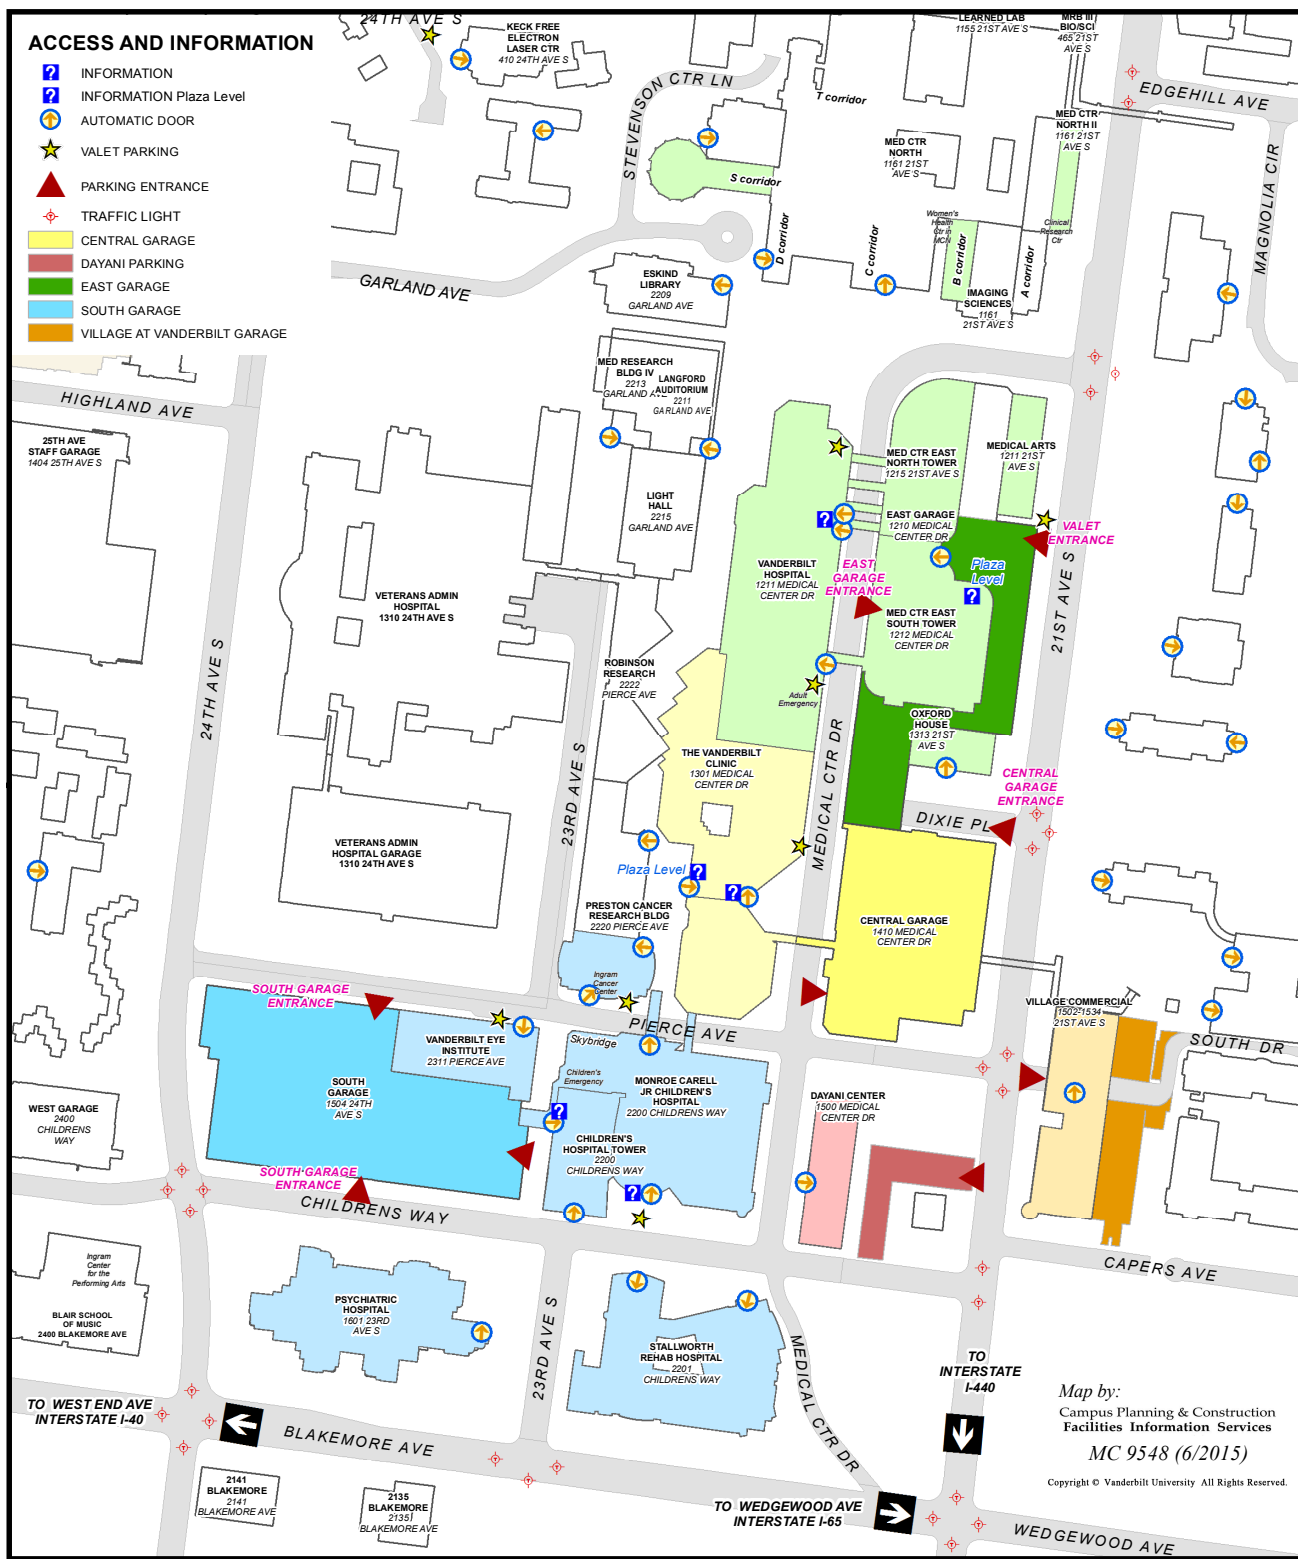 ACCESS AND INFORMATION
INFORMATION
INFORMATION Plaza Level
AUTOMATIC DOOR
VALET PARKING
PARKING ENTRANCE
TRAFFIC LIGHT
CENTRAL GARAGE
DAYANI PARKING
EAST GARAGE
SOUTH GARAGE
VILLAGE AT VANDERBILT GARAGE
24TH AVE S
KECK FREE
ELECTRON
LASER CTR
410 24TH AVE S
LEARNED LAB
1155 21ST AVE S
MRB III
BIO/SCI
465 21ST
AVE S
STEVENSON CTR LN
T corridor
EDGEHILL AVE
MED CTR
NORTH II
1161 21ST
AVE S
MED CTR
NORTH
1161 21ST
AVE S
S corridor
MAGNOLIA CIR
D corridor
C corridor
Women's
Health
Ctr in
MCN
B corridor
A corridor
Clinical
Research
Ctr
GARLAND AVE
ESKIND
LIBRARY
2209
GARLAND AVE
IMAGING
SCIENCES
1161
21ST AVE S
MED RESEARCH
BLDG IV
2213
GARLAND AVE
LANGFORD
AUDITORIUM
2211
GARLAND AVE
HIGHLAND AVE
25TH AVE
STAFF GARAGE
1404 25TH AVE S
MED CTR EAST
NORTH TOWER
1215 21ST AVE S
MEDICAL ARTS
1211 21ST
AVE S
LIGHT
HALL
2215
GARLAND AVE
EAST GARAGE
1210 MEDICAL
CENTER DR
VALET
ENTRANCE
VANDERBILT
HOSPITAL
1211 MEDICAL
CENTER DR
EAST
GARAGE
ENTRANCE
Plaza
Level
VETERANS ADMIN
HOSPITAL
1310 24TH AVE S
MED CTR EAST
SOUTH TOWER
1212 MEDICAL
CENTER DR
21ST AVE S
24TH AVE S
ROBINSON
RESEARCH
2222
PIERCE AVE
Adult
Emergency
OXFORD
HOUSE
1313 21ST
AVE S
THE VANDERBILT
CLINIC
1301 MEDICAL
CENTER DR
MEDICAL CTR DR
23RD AVE S
CENTRAL
GARAGE
ENTRANCE
DIXIE PL
VETERANS ADMIN
HOSPITAL GARAGE
1310 24TH AVE S
Plaza Level
PRESTON CANCER
RESEARCH BLDG
2220 PIERCE AVE
CENTRAL GARAGE
1410 MEDICAL
CENTER DR
Ingram
Cancer
Center
SOUTH GARAGE
ENTRANCE
VILLAGE COMMERCIAL
1502-1534
21ST AVE S
PIERCE AVE
SOUTH DR
VANDERBILT EYE
INSTITUTE
2311 PIERCE AVE
Skybridge
Children's
Emergency
MONROE CARELL
JR CHILDREN'S
HOSPITAL
2200 CHILDRENS WAY
SOUTH
GARAGE
1504 24TH
AVE S
DAYANI CENTER
1500 MEDICAL
CENTER DR
WEST GARAGE
2400
CHILDRENS
WAY
CHILDREN'S
HOSPITAL TOWER
2200
CHILDRENS WAY
SOUTH GARAGE
ENTRANCE
CHILDRENS WAY
Ingram
Center
for the
Performing Arts
BLAIR SCHOOL
OF MUSIC
2400 BLAKEMORE AVE
CAPERS AVE
PSYCHIATRIC
HOSPITAL
1601 23RD
AVE S
23RD AVE S
STALLWORTH
REHAB HOSPITAL
2201
CHILDRENS WAY
MEDICAL CTR DR
TO
INTERSTATE
I-440
TO WEST END AVE
INTERSTATE I-40
BLAKEMORE AVE
Map by:
Campus Planning & Construction
Facilities Information Services
MC 9548 (6/2015)
Copyright © Vanderbilt University All Rights Reserved.
2141
BLAKEMORE
2141
BLAKEMORE AVE
2135
BLAKEMORE
2135
BLAKEMORE AVE
TO WEDGEWOOD AVE
INTERSTATE I-65
WEDGEWOOD AVE